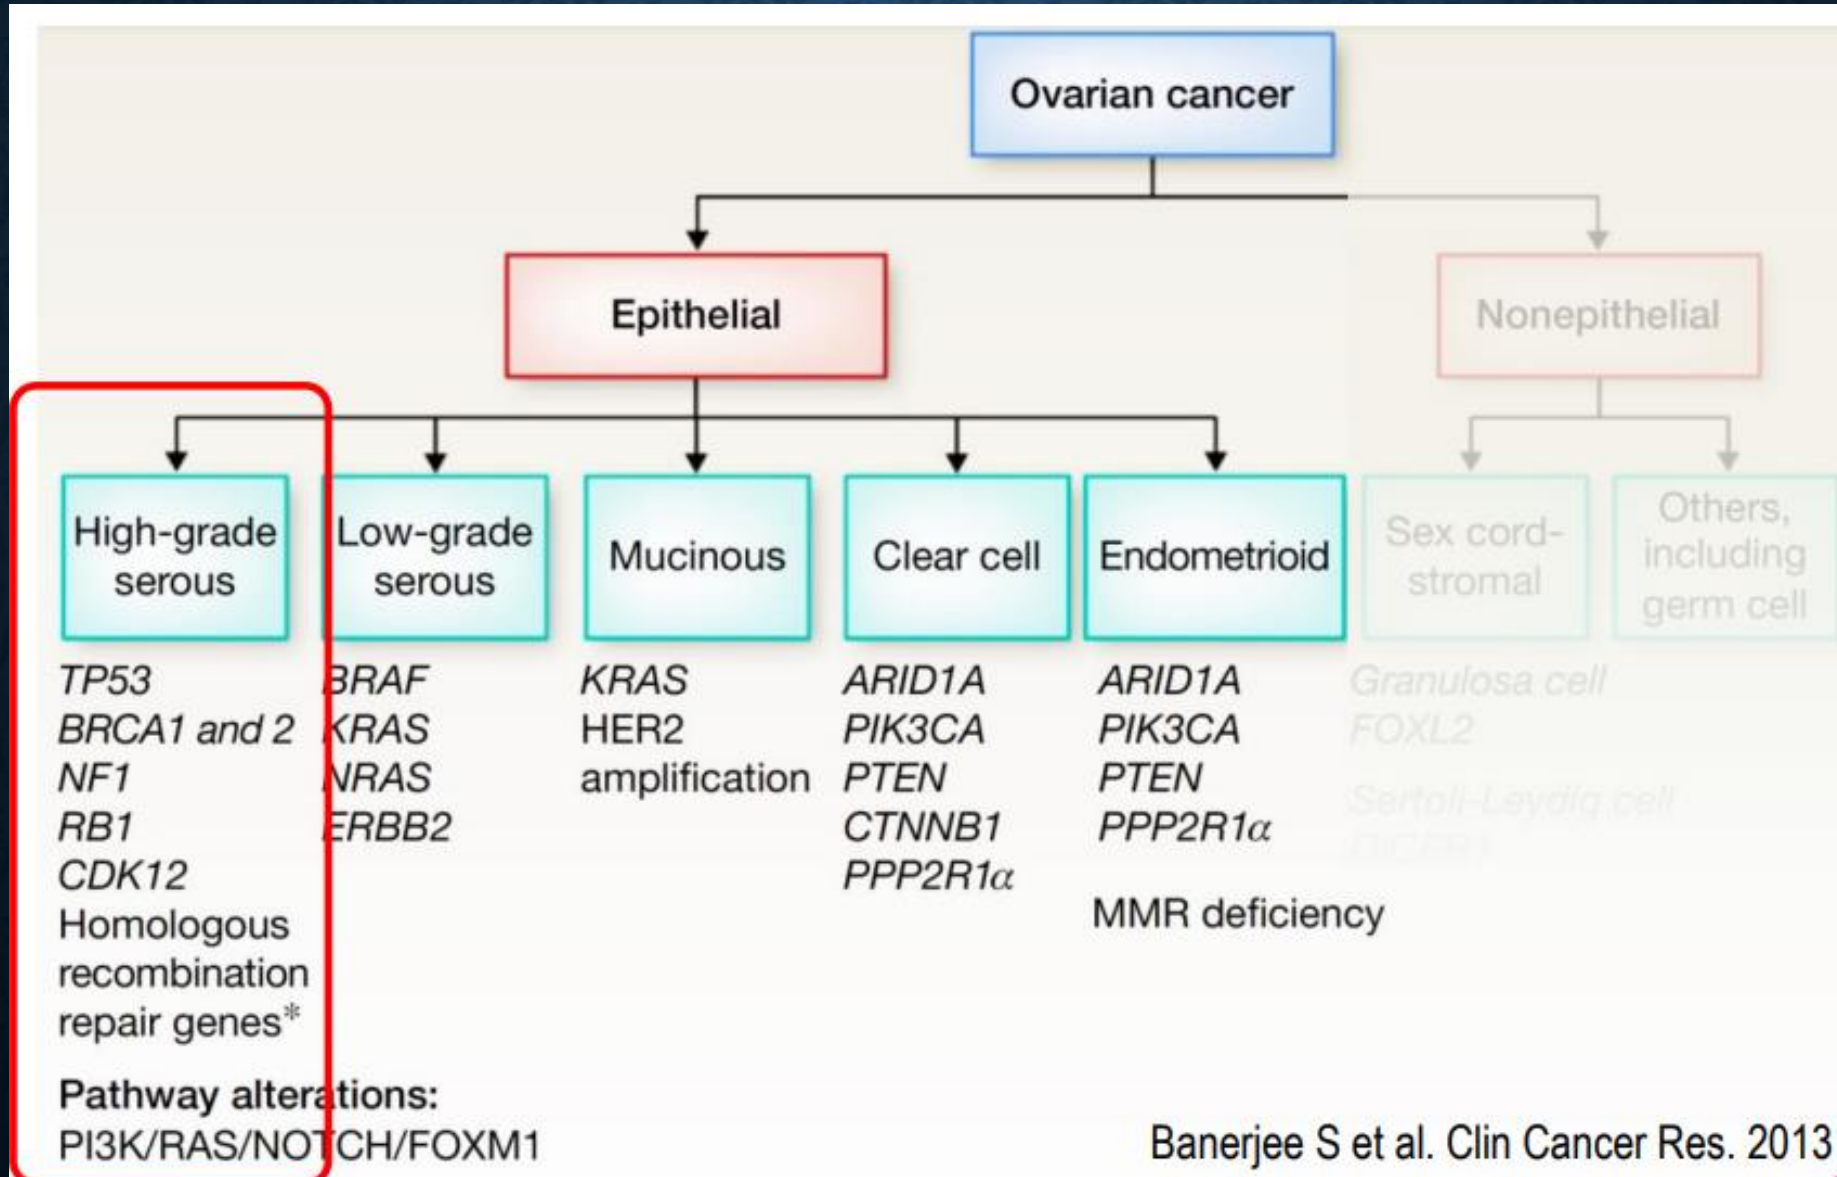 Ovarian cancer
Epithelial
Nonepithelial
High-grade
serous
Low-grade
serous
Mucinous
Clear cell
Endometrioid
Sex cord-
stromal
Others,
including
germ cell
TP53
BRCA1 and 2
NF1
RB1
CDK12
Homologous
recombination
repair genes*
BRAF
KRAS
NRAS
ERBB2
KRAS
HER2
amplification
ARID1A
PIK3CA
PTEN
CTNNB1
PPP2R1α
ARID1A
PIK3CA
PTEN
PPP2R1α
MMR deficiency
Granulosa cell
FOXL2
Sertoli-Leydig cell
Pathway alterations:
PI3K/RAS/NOTCH/FOXM1
Banerjee S et al. Clin Cancer Res. 2013